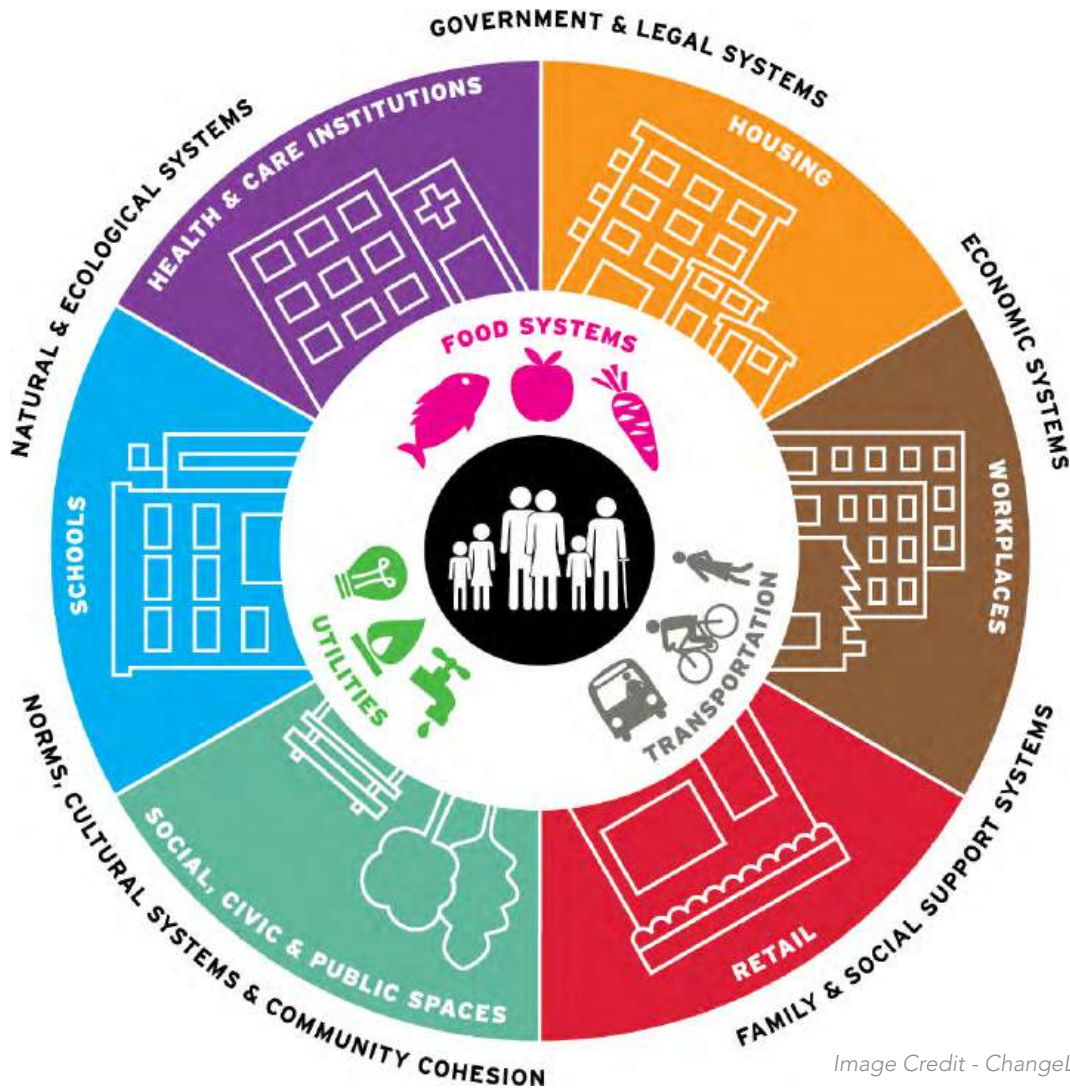 GOVERNMENT & LEGAL SYSTEMS
ECONOMIC SYSTEMS
FAMILY & SOCIAL SUPPORT SYSTEMS
NORMS, CULTURAL SYSTEMS & COMMUNITY COHESION
NATURAL & ECOLOGICAL SYSTEMS
HEALTH & CARE INSTITUTIONS
HOUSING
WORKPLACES
RETAIL
SOCIAL, CIVIC & PUBLIC SPACES
SCHOOLS
FOOD SYSTEMS
TRANSPORTATION
UTILITIES
Image Credit - Change